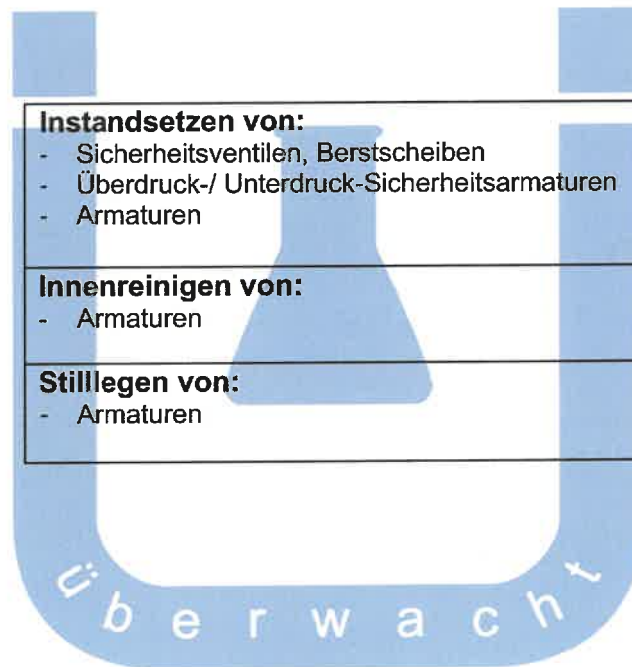 Instandsetzen von:
- Sicherheitsventilen, Berstscheiben
- Überdruck-/ Unterdruck-Sicherheitsarmaturen
- Armaturen
Innenreinigen von:
- Armaturen
Stilllegen von:
- Armaturen
überwacht